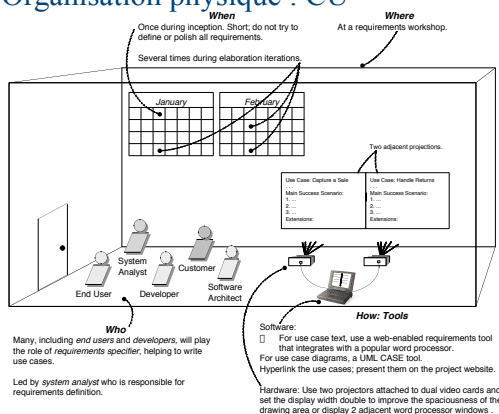 Organisation physique : CU
When
Once during inception. Short; do not try to
define or polish all requirements.
Several times during elaboration iterations.
Where
At a requirements workshop.
January
February
Two adjacent projections.
Use Case: Capture a Sale
. . .
Main Success Scenario:
1. ...
2. ...
3. ...
Extensions:
Use Case: Handle Returns
. . .
Main Success Scenario:
1. ...
2. ...
3. ...
Extensions:
System
Analyst
Customer
End User
Developer
Software
Architect
Who
Many, including end users and developers, will play
the role of requirements specifier, helping to write
use cases.
Led by system analyst who is responsible for
requirements definition.
How: Tools
Software:
For use case text, use a web-enabled requirements tool
that integrates with a popular word processor.
For use case diagrams, a UML CASE tool.
Hyperlink the use cases; present them on the project website.
Hardware: Use two projectors attached to dual video cards and
set the display width double to improve the spaciousness of the
drawing area or display 2 adjacent word processor windows .